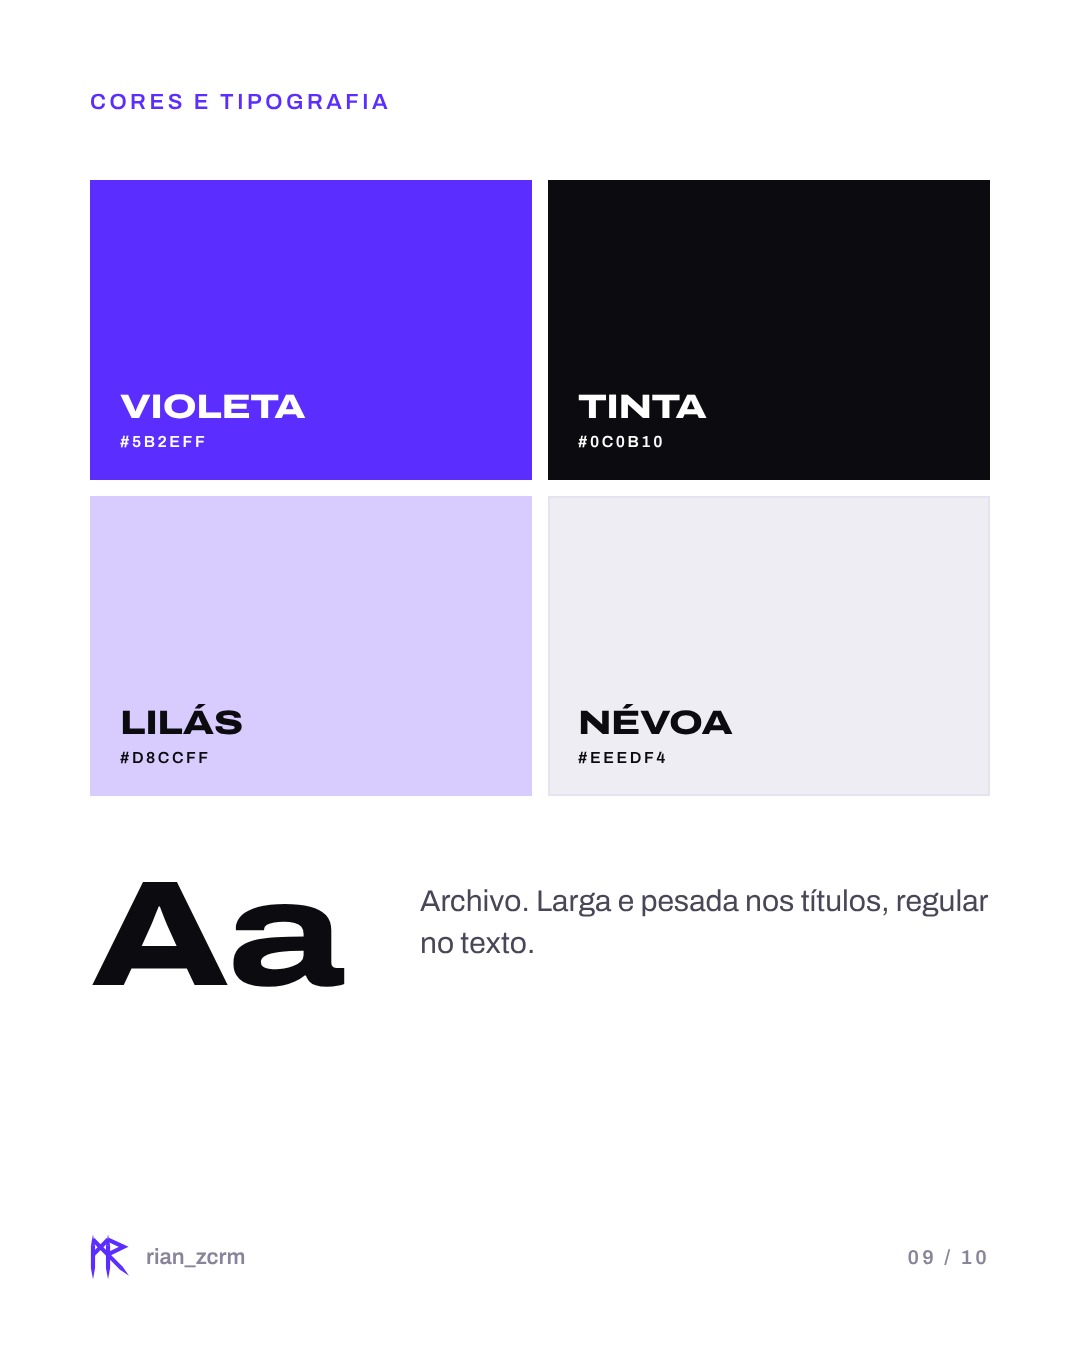 CORES E TIPOGRAFIA
VIOLETA
#5B2EFF
TINTA
#0C0B10
LILÁS
#D8CCFF
NÉVOA
#EEEDF4
Aa
Archivo. Larga e pesada nos títulos, regular
no texto.
rian_zcrm
09 / 10